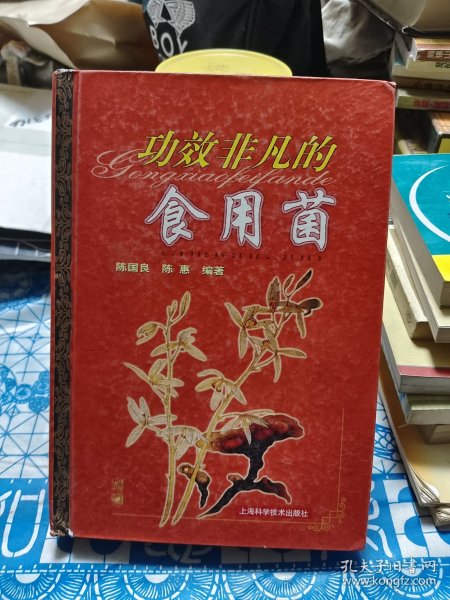 BOY
功效非凡的
Gongxiaofeifande
食用菌
陈国良 陈惠 编著
上海科学技术出版社
孔夫子旧书网